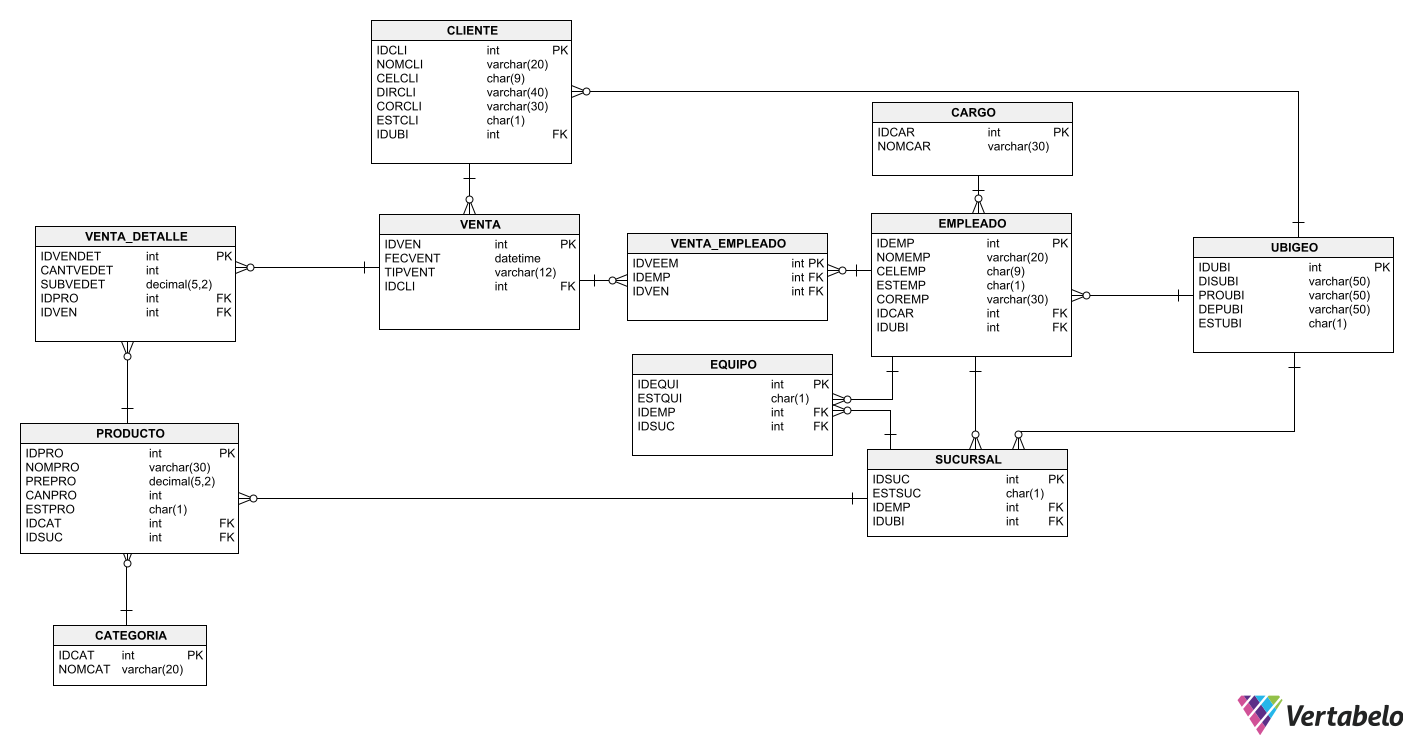 CLIENTE
IDCLI int PK
NOMCLI varchar(20)
CELCLI char(9)
DIRCLI varchar(40)
CORCLI varchar(30)
ESTCLI char(1)
IDUBI int FK
CARGO
IDCAR int PK
NOMCAR varchar(30)
VENTA_DETALLE
IDVENDET int PK
CANTVEDET int
SUBVEDET decimal(5,2)
IDPRO int FK
IDVEN int FK
VENTA
IDVEN int PK
FECVENT datetime
TIPVENT varchar(12)
IDCLI int FK
VENTA_EMPLEADO
IDVEEM int PK
IDEMP int FK
IDVEN int FK
EMPLEADO
IDEMP int PK
NOMEMP varchar(20)
CELEMP char(9)
ESTEMP char(1)
COREMP varchar(30)
IDCAR int FK
IDUBI int FK
UBIGEO
IDUBI int PK
DISUBI varchar(50)
PROUBI varchar(50)
DEPUBI varchar(50)
ESTUBI char(1)
EQUIPO
IDEQUI int PK
ESTQUI char(1)
IDEMP int FK
IDSUC int FK
PRODUCTO
IDPRO int PK
NOMPRO varchar(30)
PREPRO decimal(5,2)
CANPRO int
ESTPRO char(1)
IDCAT int FK
IDSUC int FK
SUCURSAL
IDSUC int PK
ESTSUC char(1)
IDEMP int FK
IDUBI int FK
CATEGORIA
IDCAT int PK
NOMCAT varchar(20)
Vertabelo